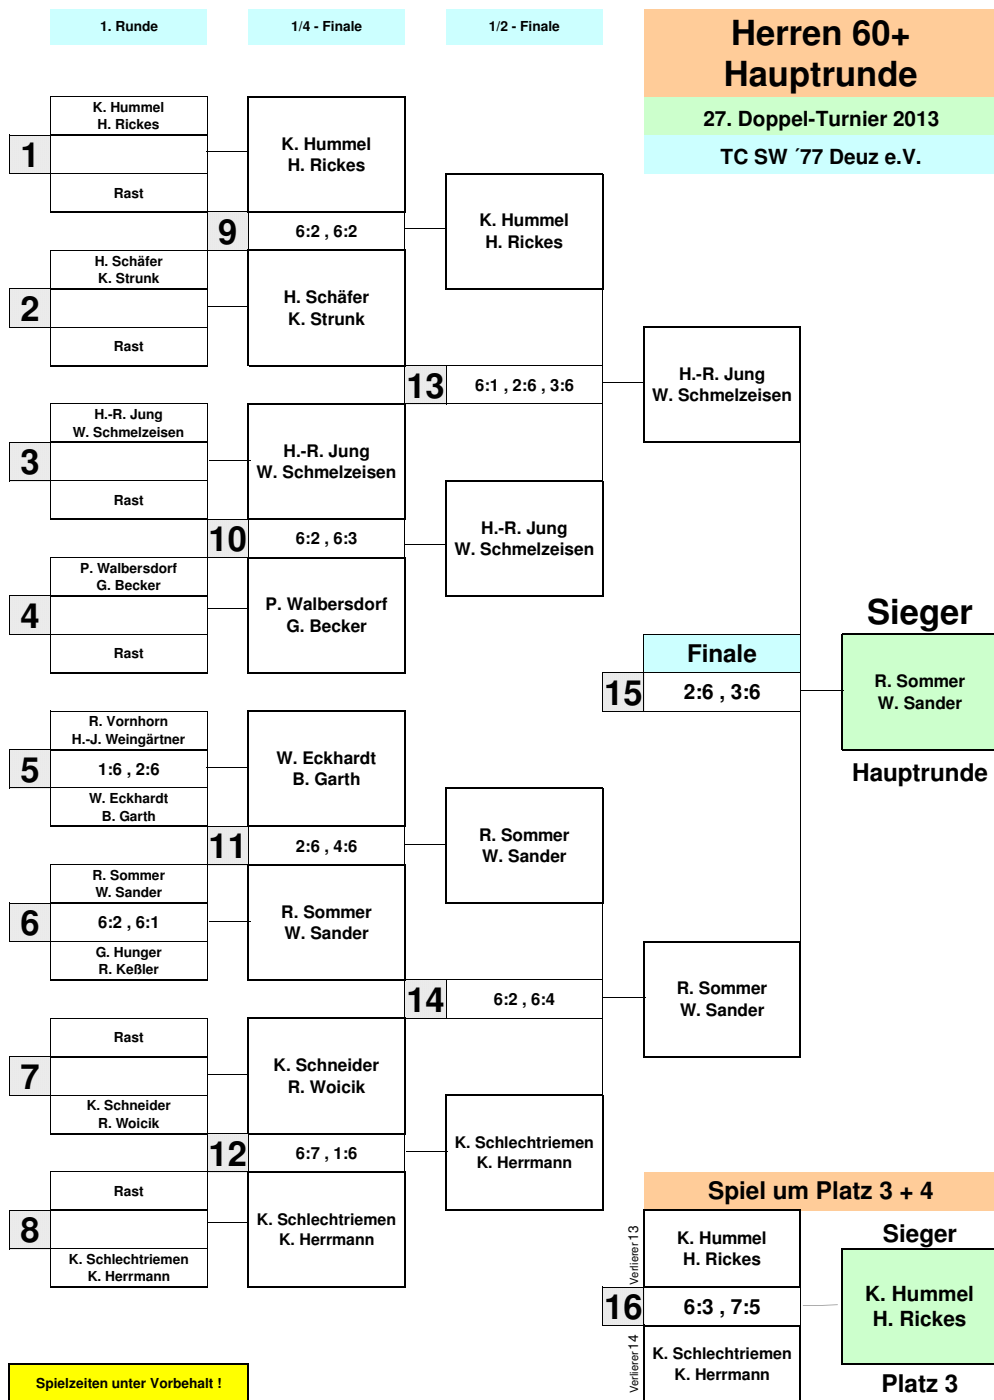 1. Runde
1/4 - Finale
1/2 - Finale
Herren 60+
Hauptrunde
27. Doppel-Turnier 2013
TC SW ´77 Deuz e.V.
K. Hummel
H. Rickes
1
Rast
K. Hummel
H. Rickes
9
6:2 , 6:2
K. Hummel
H. Rickes
H. Schäfer
K. Strunk
2
Rast
H. Schäfer
K. Strunk
13
6:1 , 2:6 , 3:6
H.-R. Jung
W. Schmelzeisen
H.-R. Jung
W. Schmelzeisen
3
Rast
H.-R. Jung
W. Schmelzeisen
10
6:2 , 6:3
H.-R. Jung
W. Schmelzeisen
P. Walbersdorf
G. Becker
4
Rast
P. Walbersdorf
G. Becker
Sieger
Finale
15
2:6 , 3:6
R. Sommer
W. Sander
Hauptrunde
R. Vornhorn
H.-J. Weingärtner
5
1:6 , 2:6
W. Eckhardt
B. Garth
W. Eckhardt
B. Garth
11
2:6 , 4:6
R. Sommer
W. Sander
R. Sommer
W. Sander
6
6:2 , 6:1
G. Hunger
R. Keßler
R. Sommer
W. Sander
14
6:2 , 6:4
R. Sommer
W. Sander
Rast
7
K. Schneider
R. Woicik
K. Schneider
R. Woicik
12
6:7 , 1:6
K. Schlechtriemen
K. Herrmann
Rast
8
K. Schlechtriemen
K. Herrmann
K. Schlechtriemen
K. Herrmann
Spiel um Platz 3 + 4
Verlierer 13
K. Hummel
H. Rickes
Sieger
16
6:3 , 7:5
K. Hummel
H. Rickes
Verlierer 14
K. Schlechtriemen
K. Herrmann
Platz 3
Spielzeiten unter Vorbehalt !